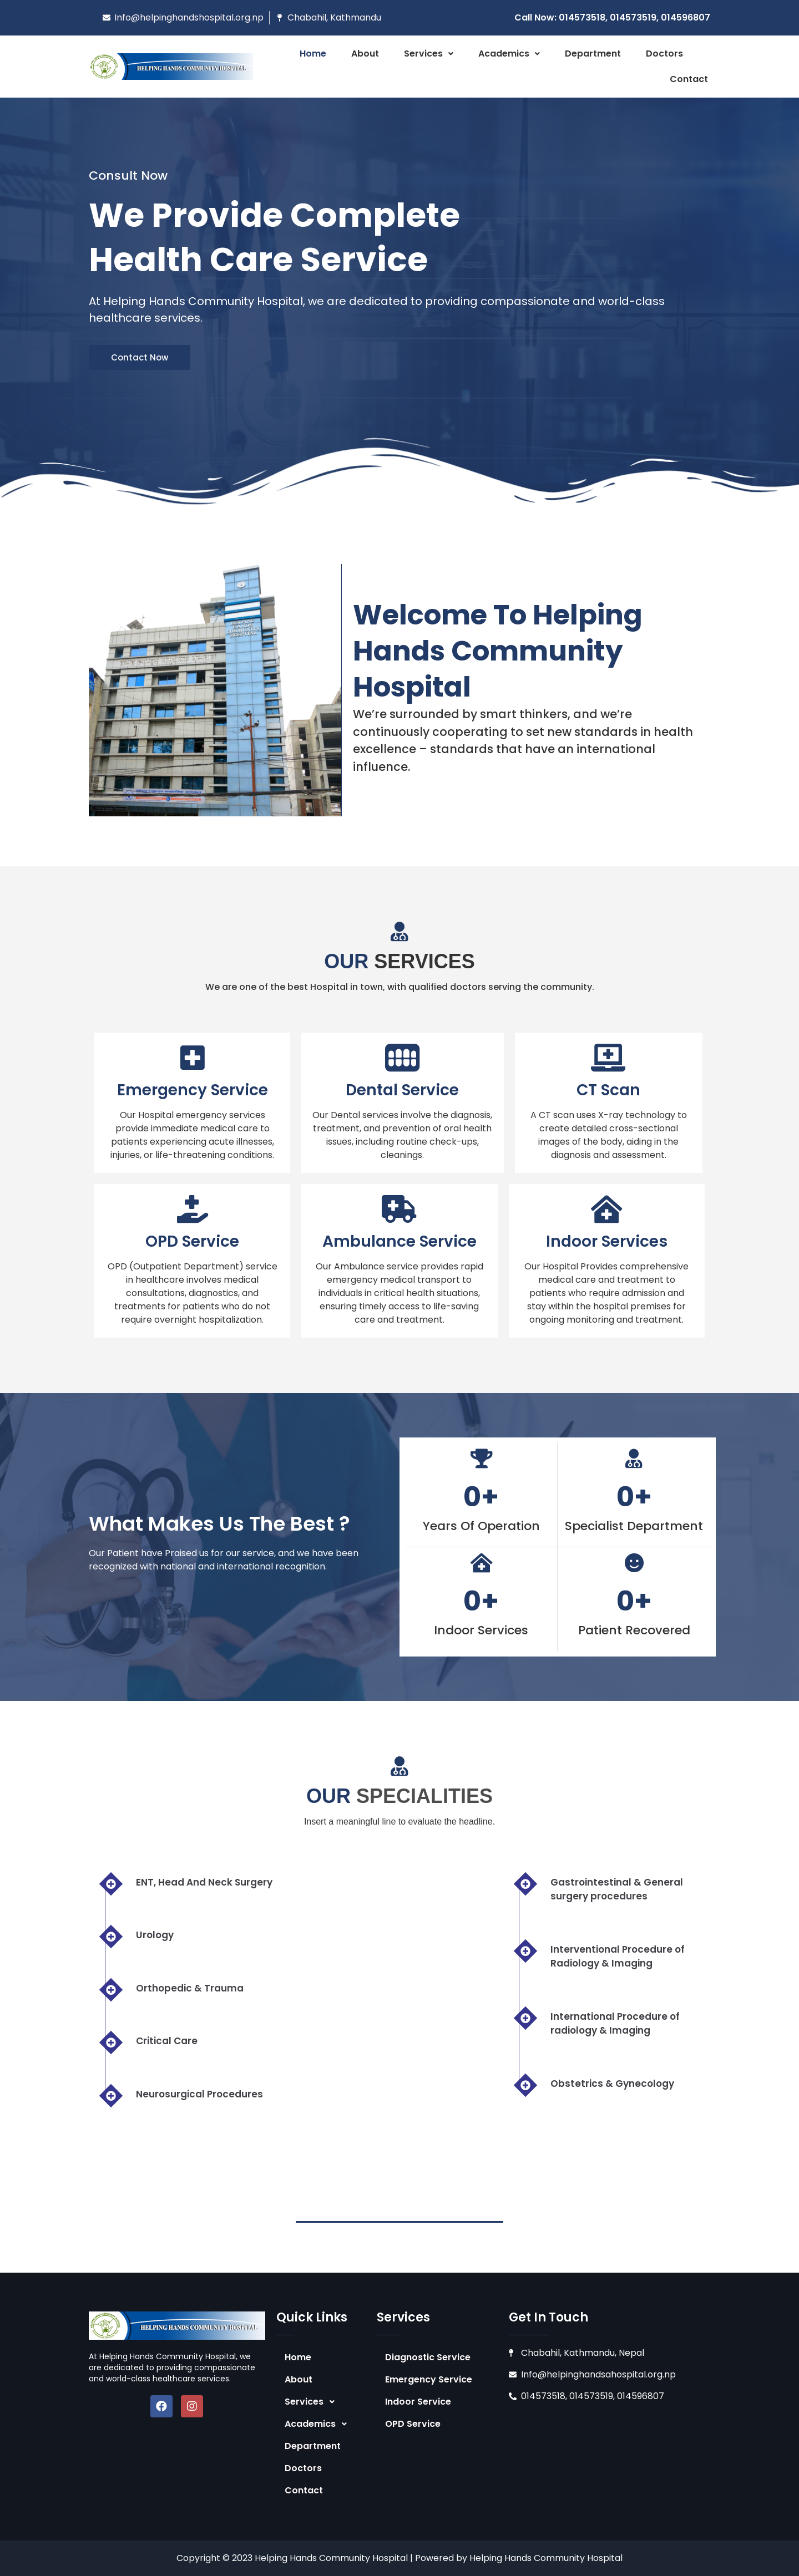 Info@helpinghandshospital.org.np
Chabahil, Kathmandu
Call Now: 014573518, 014573519, 014596807
HELPING HANDS COMMUNITY HOSPITAL
Home
About
Services
Academics
Department
Doctors
Contact
Consult Now
We Provide Complete
Health Care Service
At Helping Hands Community Hospital, we are dedicated to providing compassionate and world-class
healthcare services.
Contact Now
Welcome To Helping
Hands Community
Hospital
We’re surrounded by smart thinkers, and we’re
continuously cooperating to set new standards in health
excellence – standards that have an international
influence.
OUR SERVICES
We are one of the best Hospital in town, with qualified doctors serving the community.
Emergency Service
Our Hospital emergency services
provide immediate medical care to
patients experiencing acute illnesses,
injuries, or life-threatening conditions.
Dental Service
Our Dental services involve the diagnosis,
treatment, and prevention of oral health
issues, including routine check-ups,
cleanings.
CT Scan
A CT scan uses X-ray technology to
create detailed cross-sectional
images of the body, aiding in the
diagnosis and assessment.
OPD Service
OPD (Outpatient Department) service
in healthcare involves medical
consultations, diagnostics, and
treatments for patients who do not
require overnight hospitalization.
Ambulance Service
Our Ambulance service provides rapid
emergency medical transport to
individuals in critical health situations,
ensuring timely access to life-saving
care and treatment.
Indoor Services
Our Hospital Provides comprehensive
medical care and treatment to
patients who require admission and
stay within the hospital premises for
ongoing monitoring and treatment.
What Makes Us The Best ?
Our Patient have Praised us for our service, and we have been
recognized with national and international recognition.
0+
Years Of Operation
0+
Specialist Department
0+
Indoor Services
0+
Patient Recovered
OUR SPECIALITIES
Insert a meaningful line to evaluate the headline.
ENT, Head And Neck Surgery
Urology
Orthopedic & Trauma
Critical Care
Neurosurgical Procedures
Gastrointestinal & General
surgery procedures
Interventional Procedure of
Radiology & Imaging
International Procedure of
radiology & Imaging
Obstetrics & Gynecology
HELPING HANDS COMMUNITY HOSPITAL
At Helping Hands Community Hospital, we
are dedicated to providing compassionate
and world-class healthcare services.
Quick Links
Home
About
Services
Academics
Department
Doctors
Contact
Services
Diagnostic Service
Emergency Service
Indoor Service
OPD Service
Get In Touch
Chabahil, Kathmandu, Nepal
Info@helpinghandsahospital.org.np
014573518, 014573519, 014596807
Copyright © 2023 Helping Hands Community Hospital | Powered by Helping Hands Community Hospital